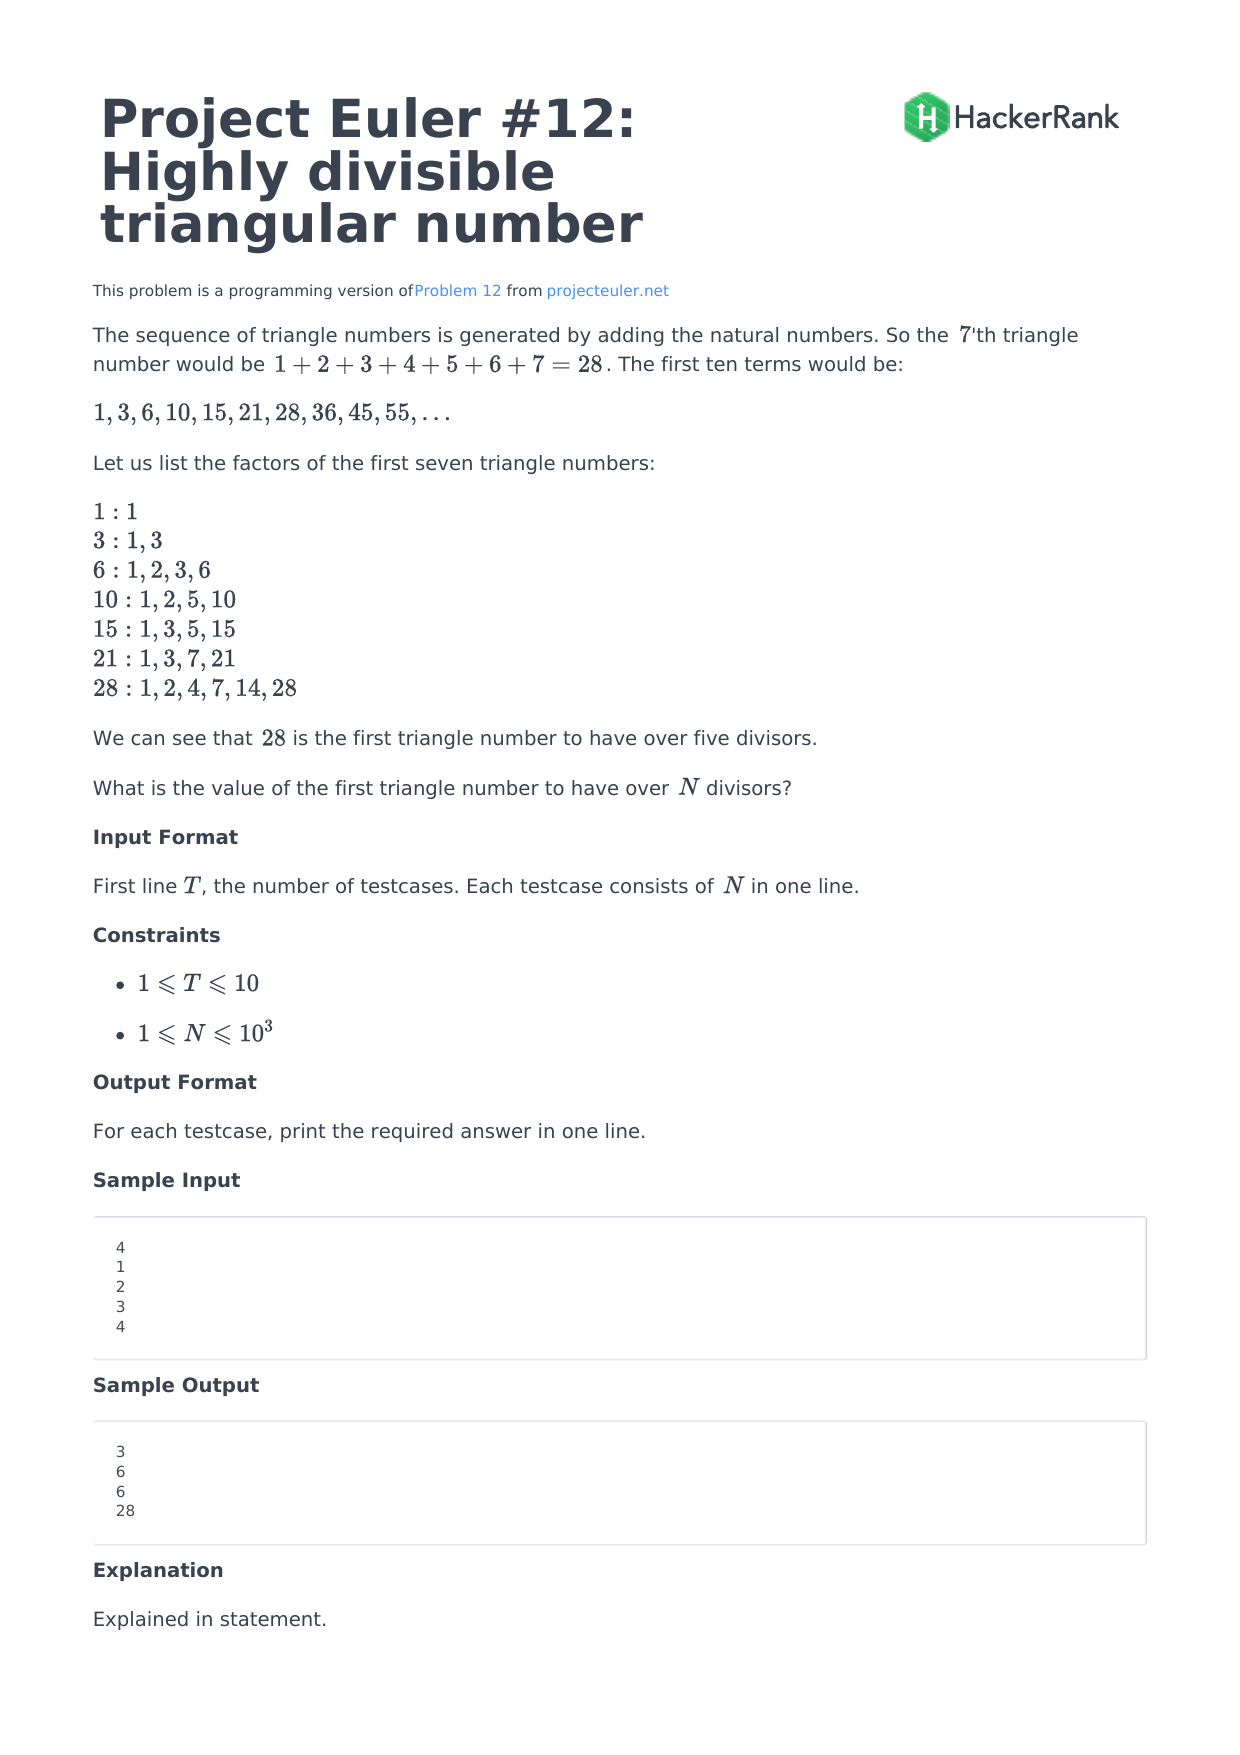 Project Euler #12:
Highly divisible
triangular number
HackerRank
This problem is a programming version ofProblem 12 from projecteuler.net
The sequence of triangle numbers is generated by adding the natural numbers. So the 7'th triangle
number would be 1 + 2 + 3 + 4 + 5 + 6 + 7 = 28. The first ten terms would be:
1, 3, 6, 10, 15, 21, 28, 36, 45, 55, . . .
Let us list the factors of the first seven triangle numbers:
1 : 1
3 : 1, 3
6 : 1, 2, 3, 6
10 : 1, 2, 5, 10
15 : 1, 3, 5, 15
21 : 1, 3, 7, 21
28 : 1, 2, 4, 7, 14, 28
We can see that 28 is the first triangle number to have over five divisors.
What is the value of the first triangle number to have over N divisors?
Input Format
First line T, the number of testcases. Each testcase consists of N in one line.
Constraints
• 1 ⩽ T ⩽ 10
• 1 ⩽ N ⩽ 10³
Output Format
For each testcase, print the required answer in one line.
Sample Input
4
1
2
3
4
Sample Output
3
6
6
28
Explanation
Explained in statement.